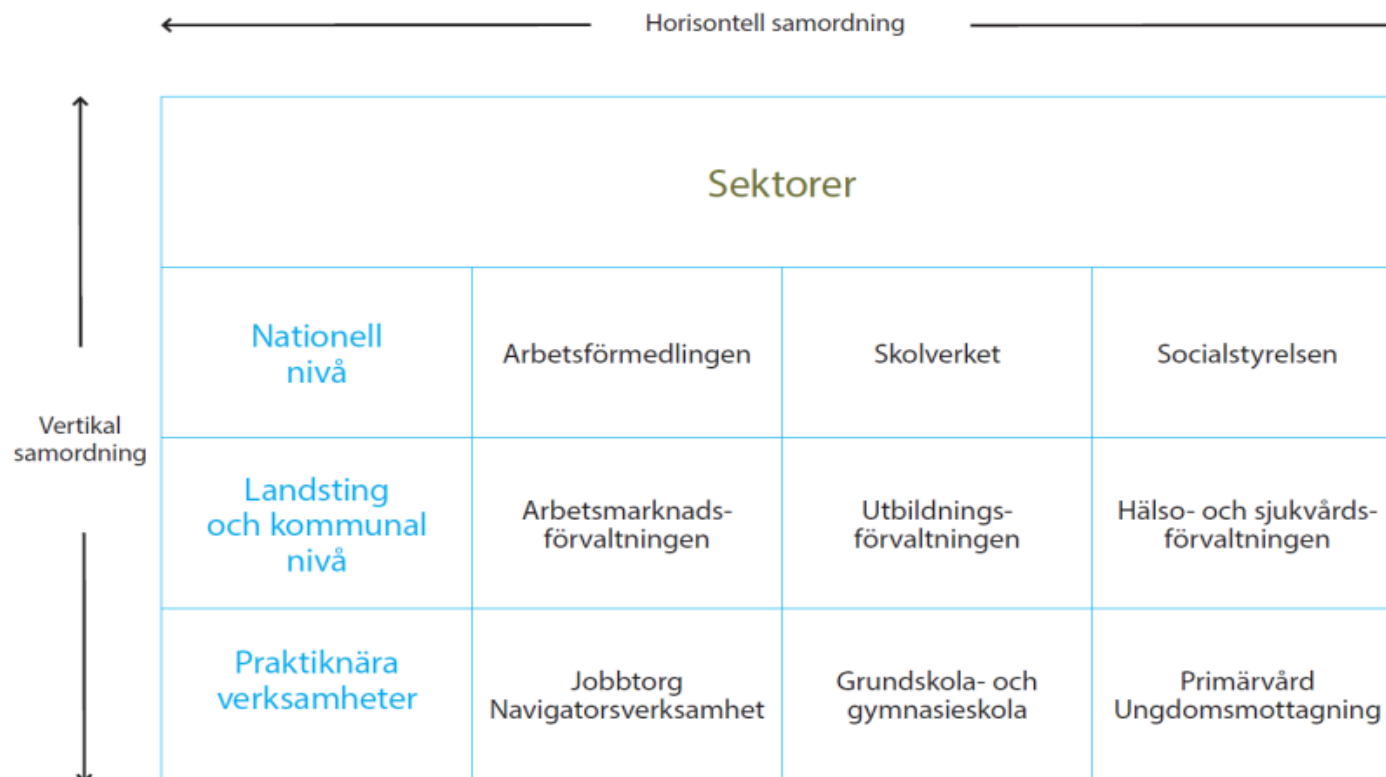 Horisontell samordning
Sektorer
Vertikal
samordning
Nationell
nivå
Arbetsförmedlingen
Skolverket
Socialstyrelsen
Landsting
och kommunal
nivå
Arbetsmarknads-
förvaltningen
Utbildnings-
förvaltningen
Hälso- och sjukvårds-
förvaltningen
Praktiknära
verksamheter
Jobbtorg
Navigatorsverksamhet
Grundskola- och
gymnasieskola
Primärvård
Ungdomsmottagning